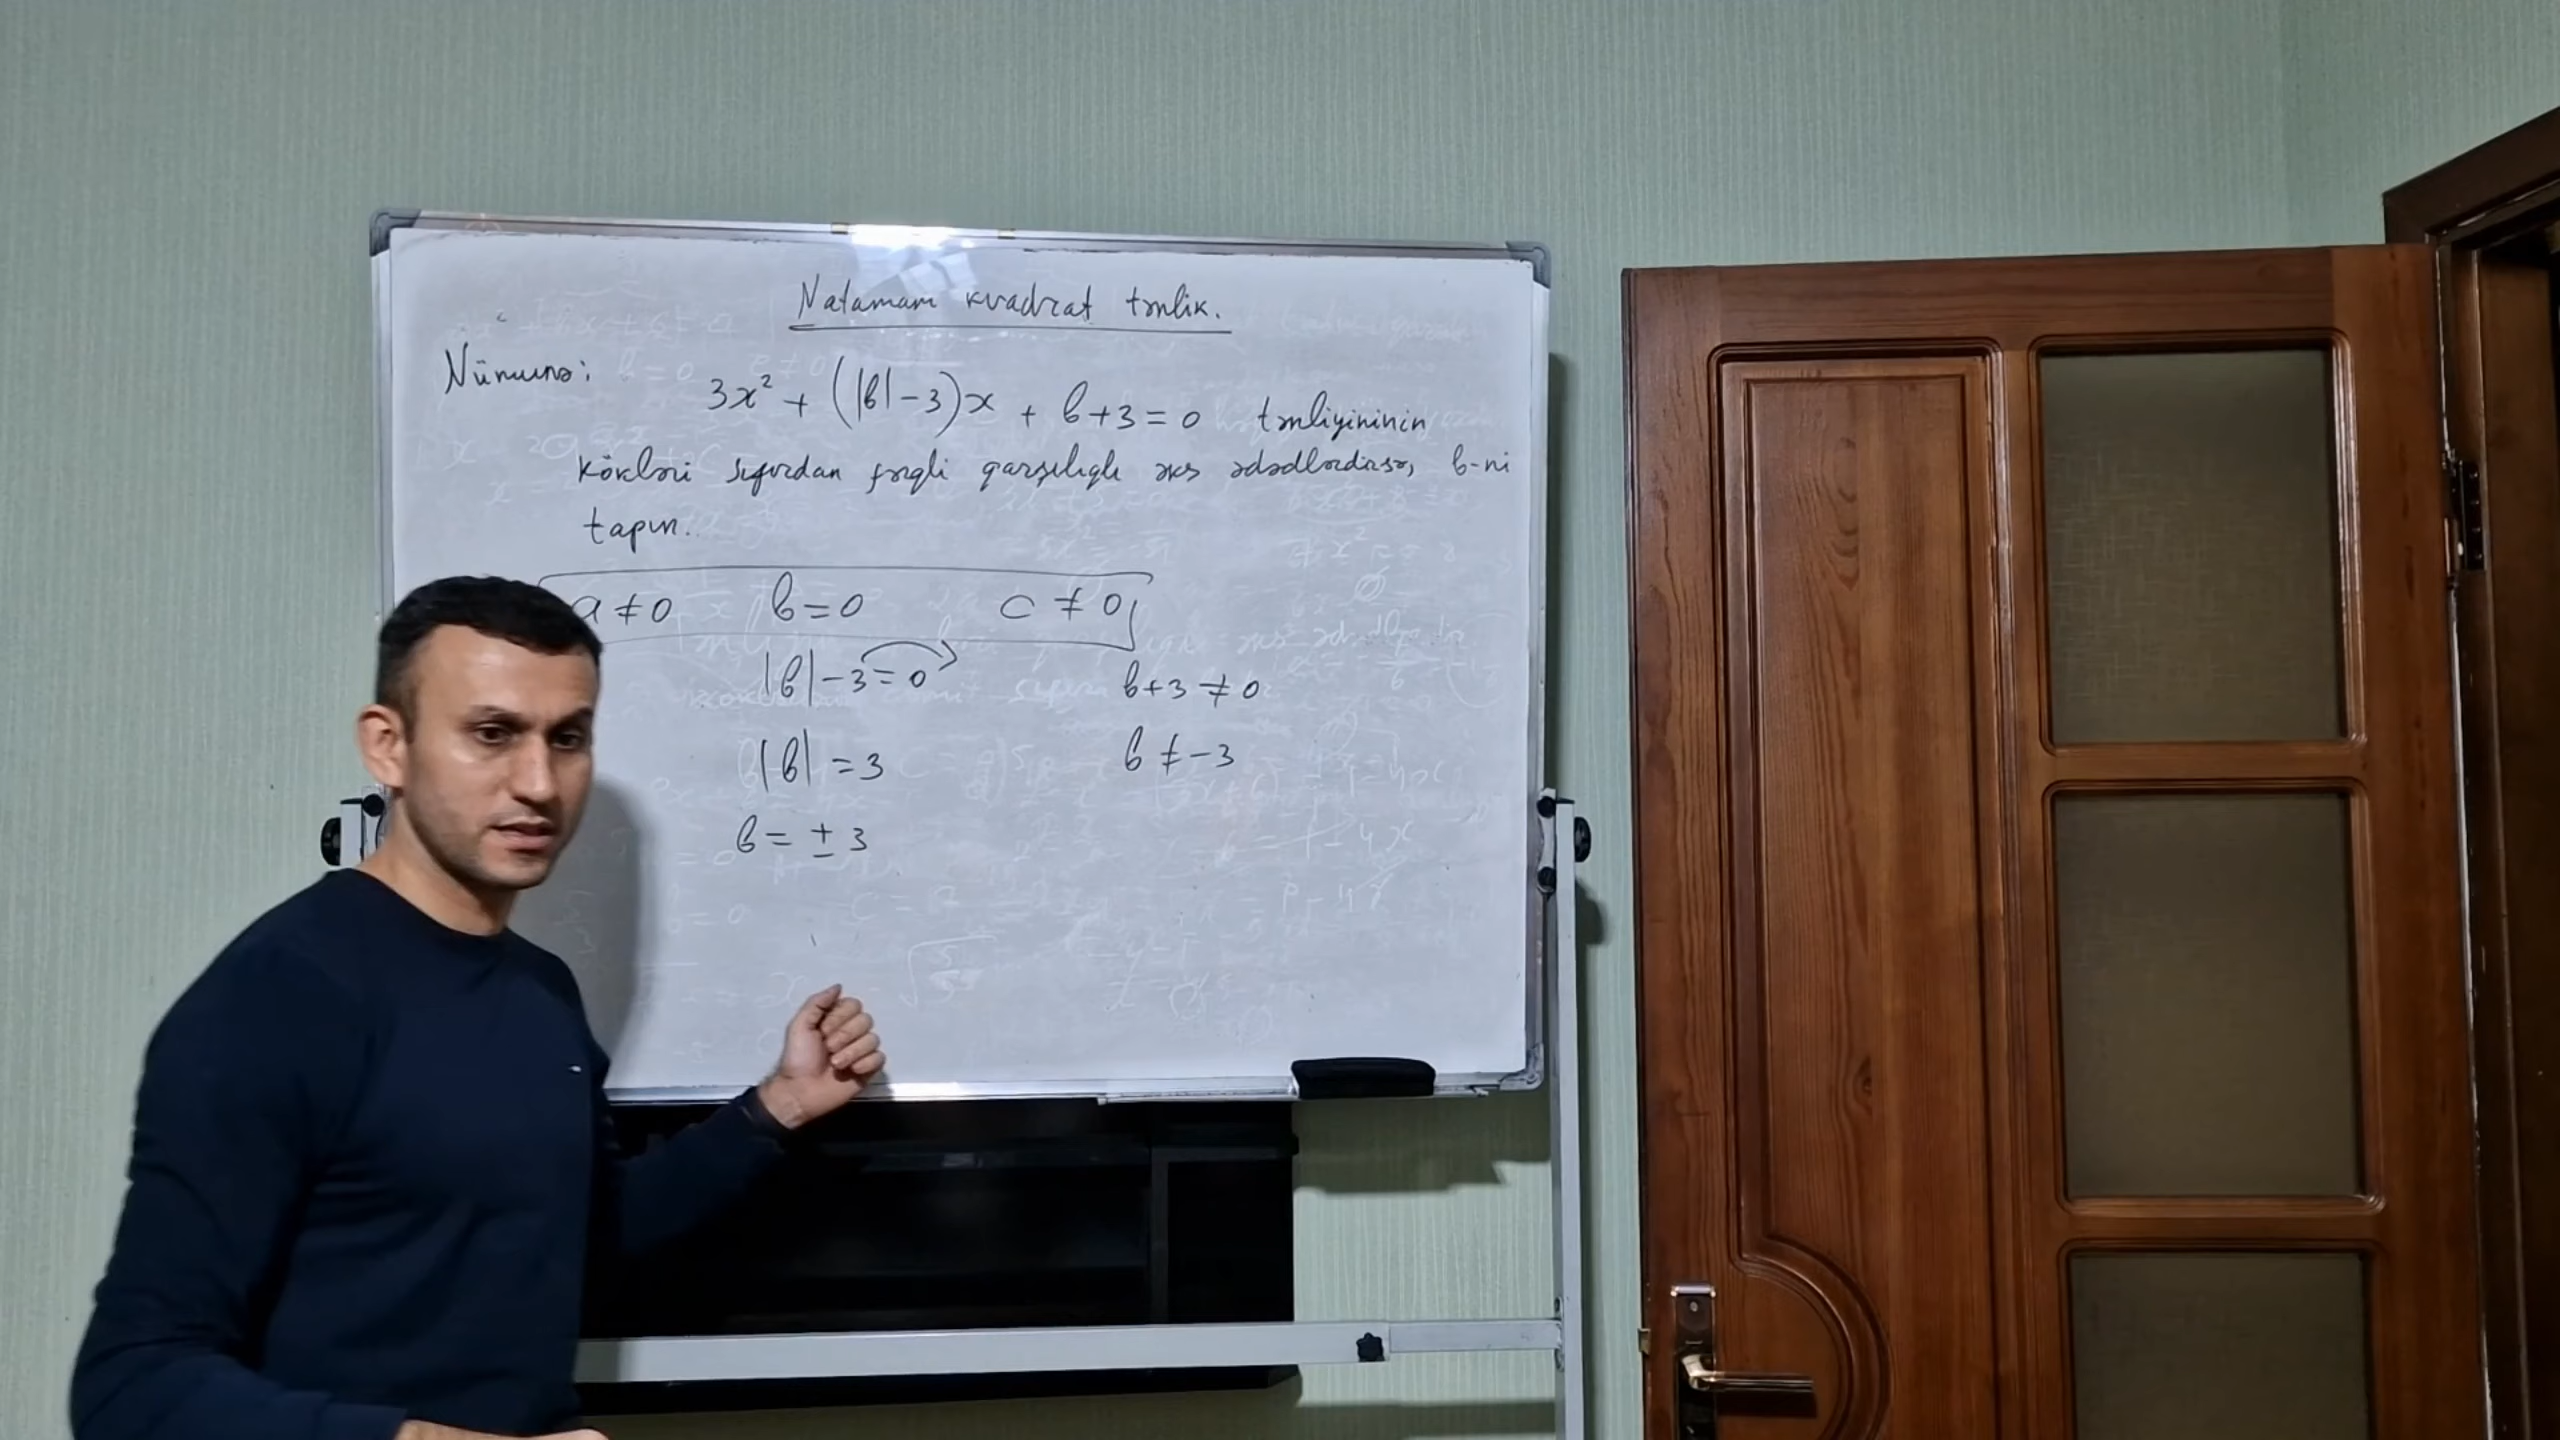 Natamam kvadrat tənlik.
Nümunə:
3x² + (|b| - 3)x + b + 3 = 0 tənliyininin
kökləri sıfırdan fərqli qarşılıqlı əks ədədlərdirsə, b-ni
tapın.
a ≠ 0 b = 0 c ≠ 0
|b| - 3 = 0 b + 3 ≠ 0
|b| = 3 b ≠ -3
b = ± 3